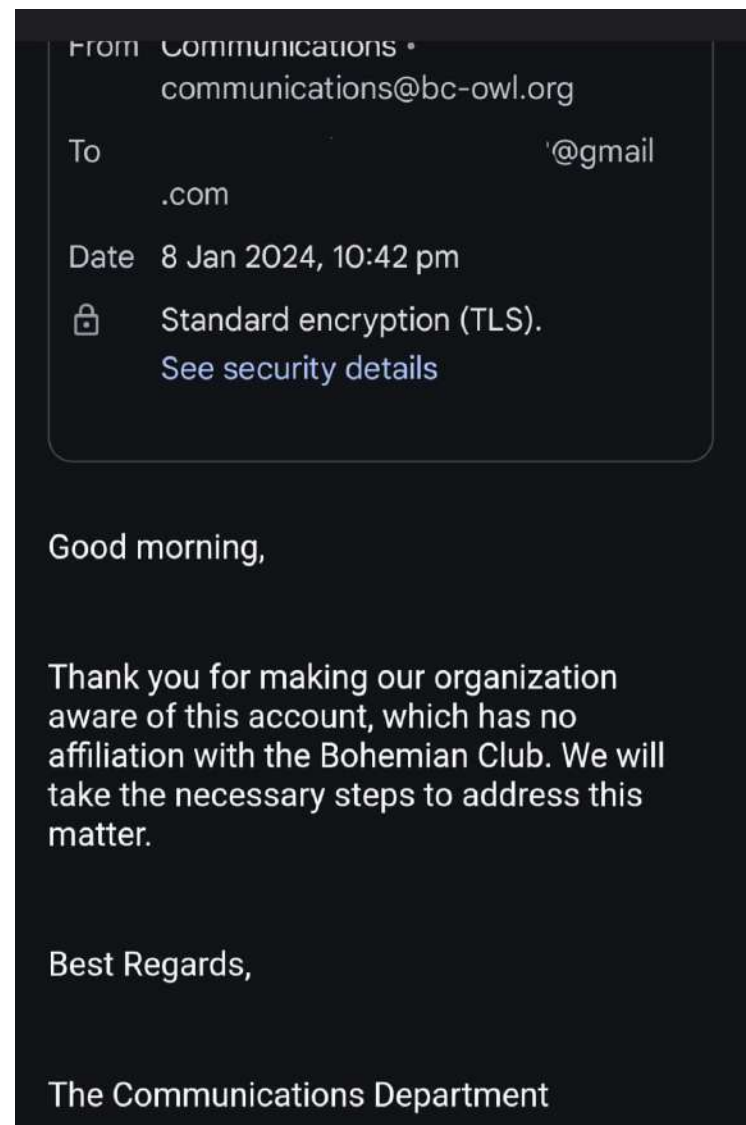 From Communications •
communications@bc-owl.org
To '@gmail
.com
Date 8 Jan 2024, 10:42 pm
Standard encryption (TLS).
See security details
Good morning,
Thank you for making our organization
aware of this account, which has no
affiliation with the Bohemian Club. We will
take the necessary steps to address this
matter.
Best Regards,
The Communications Department